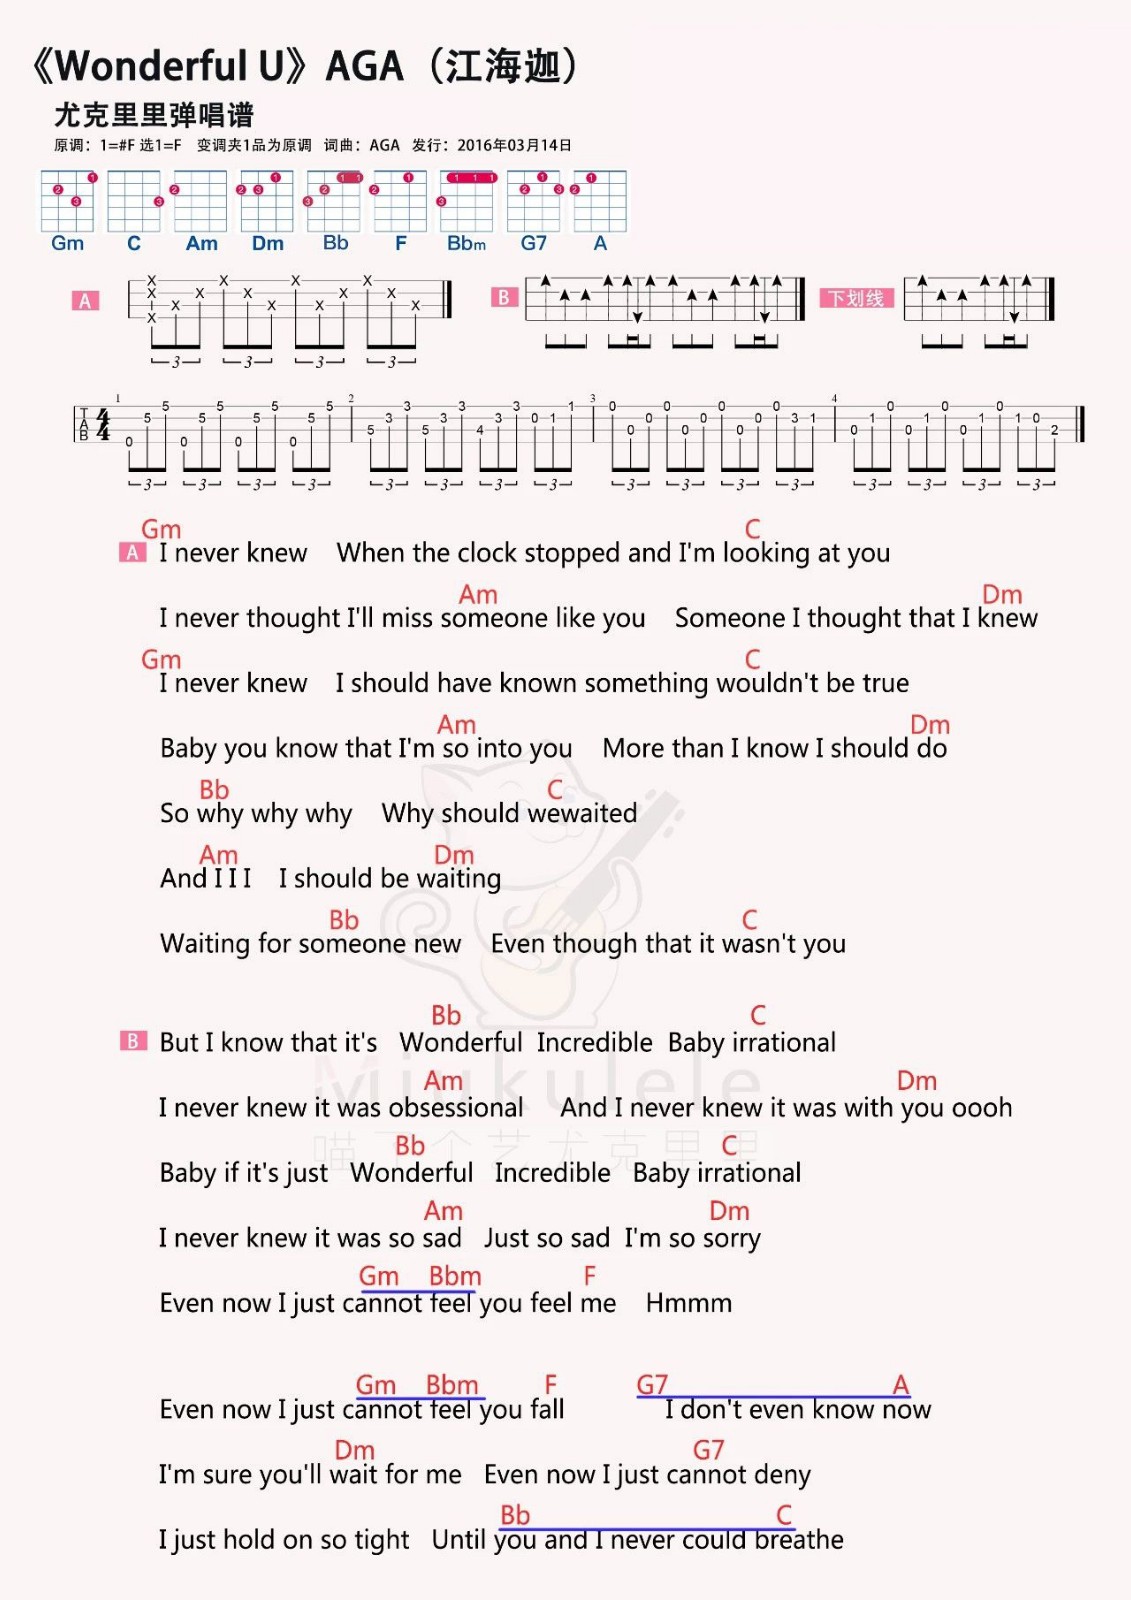 《Wonderful U》AGA（江海迦）
尤克里里弹唱谱
原调：1=#F 选1=F 变调夹1品为原调 词曲：AGA 发行：2016年03月14日
Gm C Am Dm Bb F Bbm G7 A
A B 下划线
Gm C
A I never knew When the clock stopped and I'm looking at you
Am Dm
I never thought I'll miss someone like you Someone I thought that I knew
Gm C
I never knew I should have known something wouldn't be true
Am Dm
Baby you know that I'm so into you More than I know I should do
Bb C
So why why why Why should wewaited
Am Dm
And I I I I should be waiting
Bb C
Waiting for someone new Even though that it wasn't you
Bb C
B But I know that it's Wonderful Incredible Baby irrational
Am Dm
I never knew it was obsessional And I never knew it was with you oooh
Bb C
Baby if it's just Wonderful Incredible Baby irrational
Am Dm
I never knew it was so sad Just so sad I'm so sorry
Gm Bbm F
Even now I just cannot feel you feel me Hmmm
Gm Bbm F G7 A
Even now I just cannot feel you fall I don't even know now
Dm G7
I'm sure you'll wait for me Even now I just cannot deny
Bb C
I just hold on so tight Until you and I never could breathe
Miukulele
喵了个艺尤克里里